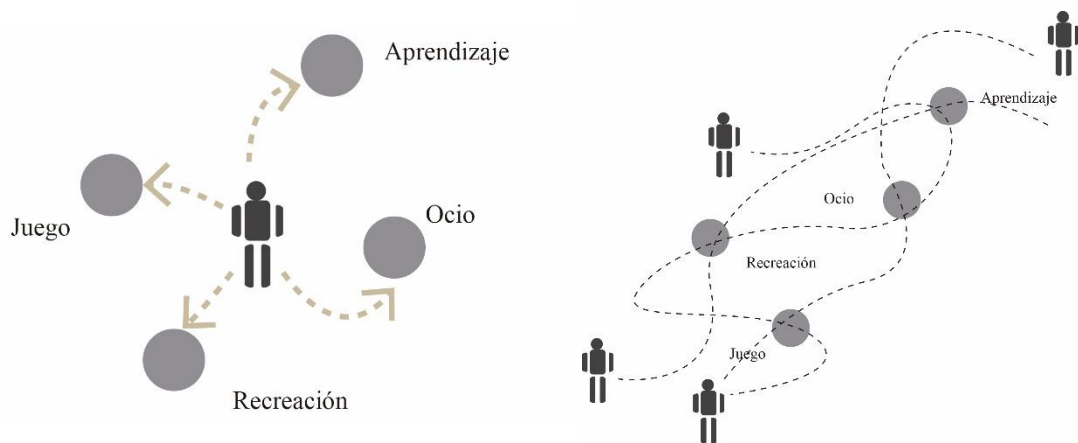 Aprendizaje
Ocio
Juego
Recreación
Aprendizaje
Ocio
Recreación
Juego